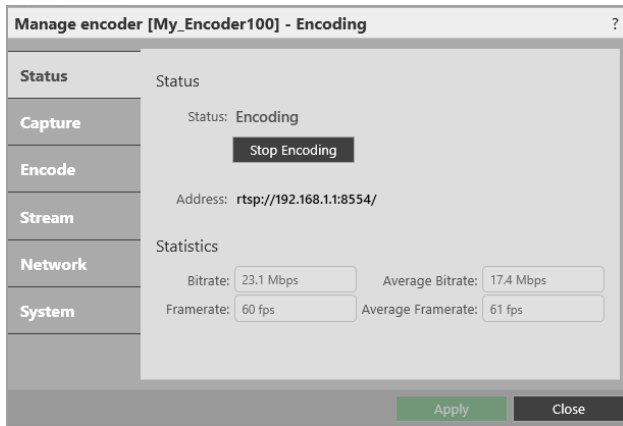 Manage encoder [My_Encoder100] - Encoding ?
Status
Capture
Encode
Stream
Network
System
Status
Status: Encoding
Stop Encoding
Address: rtsp://192.168.1.1:8554/
Statistics
Bitrate: 23.1 Mbps Average Bitrate: 17.4 Mbps
Framerate: 60 fps Average Framerate: 61 fps
Apply Close